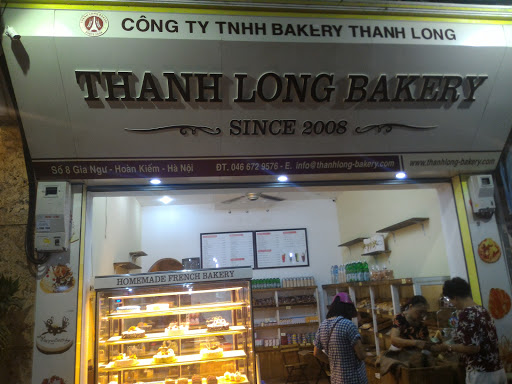 CÔNG TY TNHH BAKERY THANH LONG
THANH LONG BAKERY
SINCE 2008
Số 8 Gia Ngư - Hoàn Kiếm - Hà Nội ĐT. 046 672 9576 - E. info@thanhlong-bakery.com www.thanhlong-bakery.com
HOMEMADE FRENCH BAKERY